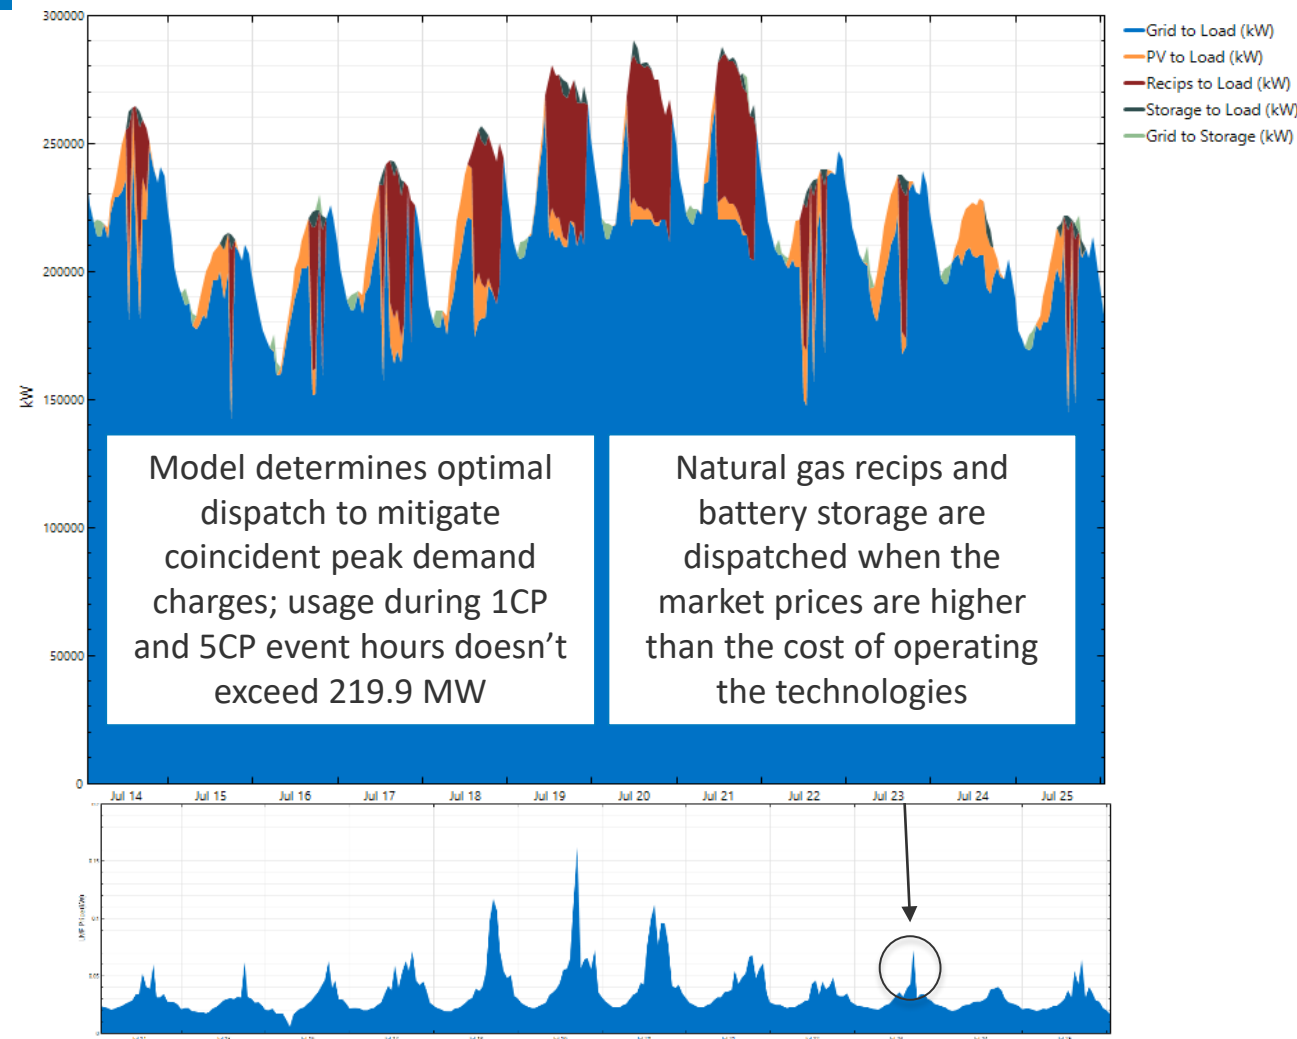 300000
250000
200000
150000
100000
50000
0
kW
Grid to Load (kW)
PV to Load (kW)
Recips to Load (kW)
Storage to Load (kW)
Grid to Storage (kW)
Model determines optimal
dispatch to mitigate
coincident peak demand
charges; usage during 1CP
and 5CP event hours doesn’t
exceed 219.9 MW
Natural gas recips and
battery storage are
dispatched when the
market prices are higher
than the cost of operating
the technologies
Jul 14 Jul 15 Jul 16 Jul 17 Jul 18 Jul 19 Jul 20 Jul 21 Jul 22 Jul 23 Jul 24 Jul 25
0.15
0.05
0